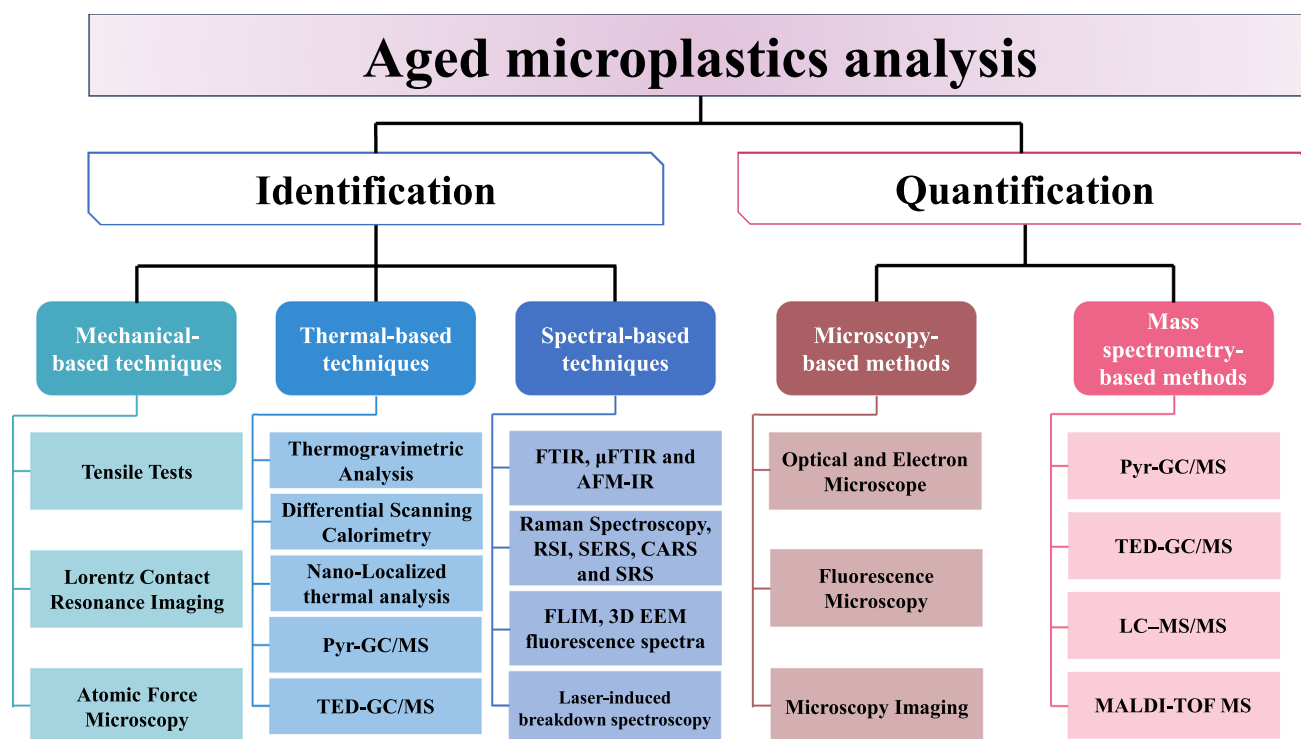 Aged microplastics analysis
Identification
Quantification
Mechanical-
based techniques
Thermal-based
techniques
Spectral-based
techniques
Microscopy-
based methods
Mass
spectrometry-
based methods
Tensile Tests
Lorentz Contact
Resonance Imaging
Atomic Force
Microscopy
Thermogravimetric
Analysis
Differential Scanning
Calorimetry
Nano-Localized
thermal analysis
Pyr-GC/MS
TED-GC/MS
FTIR, μFTIR and
AFM-IR
Raman Spectroscopy,
RSI, SERS, CARS
and SRS
FLIM, 3D EEM
fluorescence spectra
Laser-induced
breakdown spectroscopy
Optical and Electron
Microscope
Fluorescence
Microscopy
Microscopy Imaging
Pyr-GC/MS
TED-GC/MS
LC–MS/MS
MALDI-TOF MS